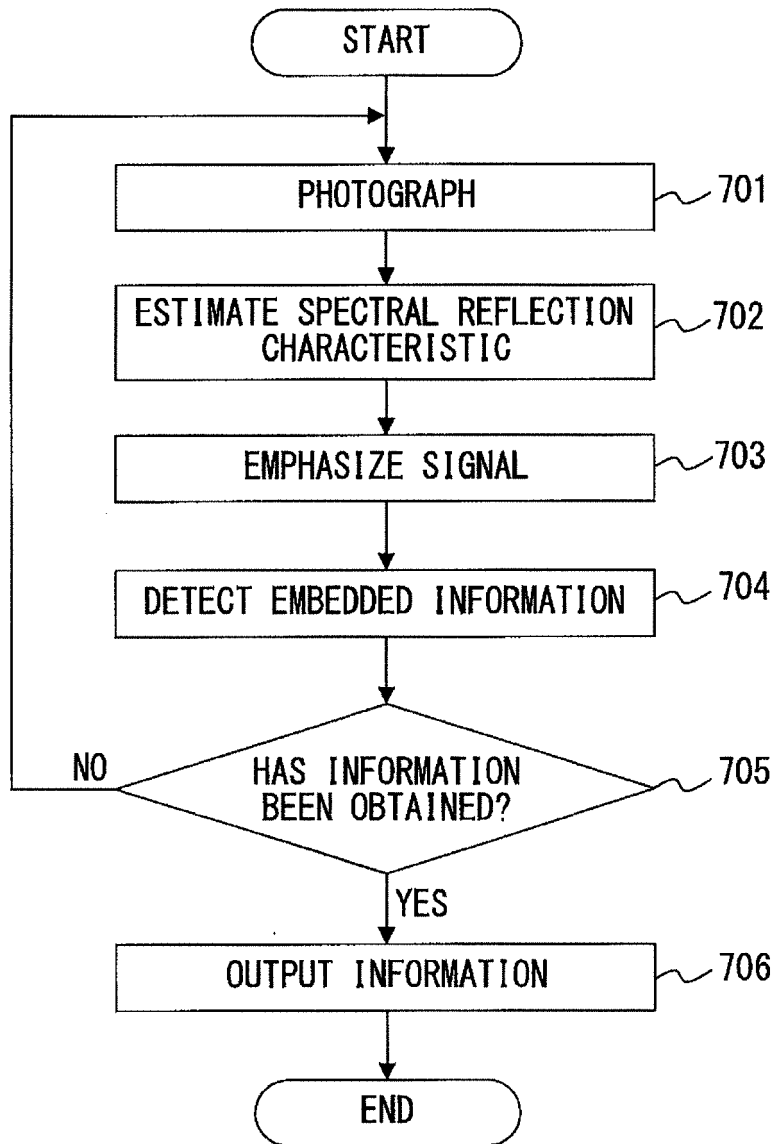 START
PHOTOGRAPH
701
ESTIMATE SPECTRAL REFLECTION
CHARACTERISTIC
702
EMPHASIZE SIGNAL
703
DETECT EMBEDDED INFORMATION
704
NO
HAS INFORMATION
BEEN OBTAINED?
705
YES
OUTPUT INFORMATION
706
END